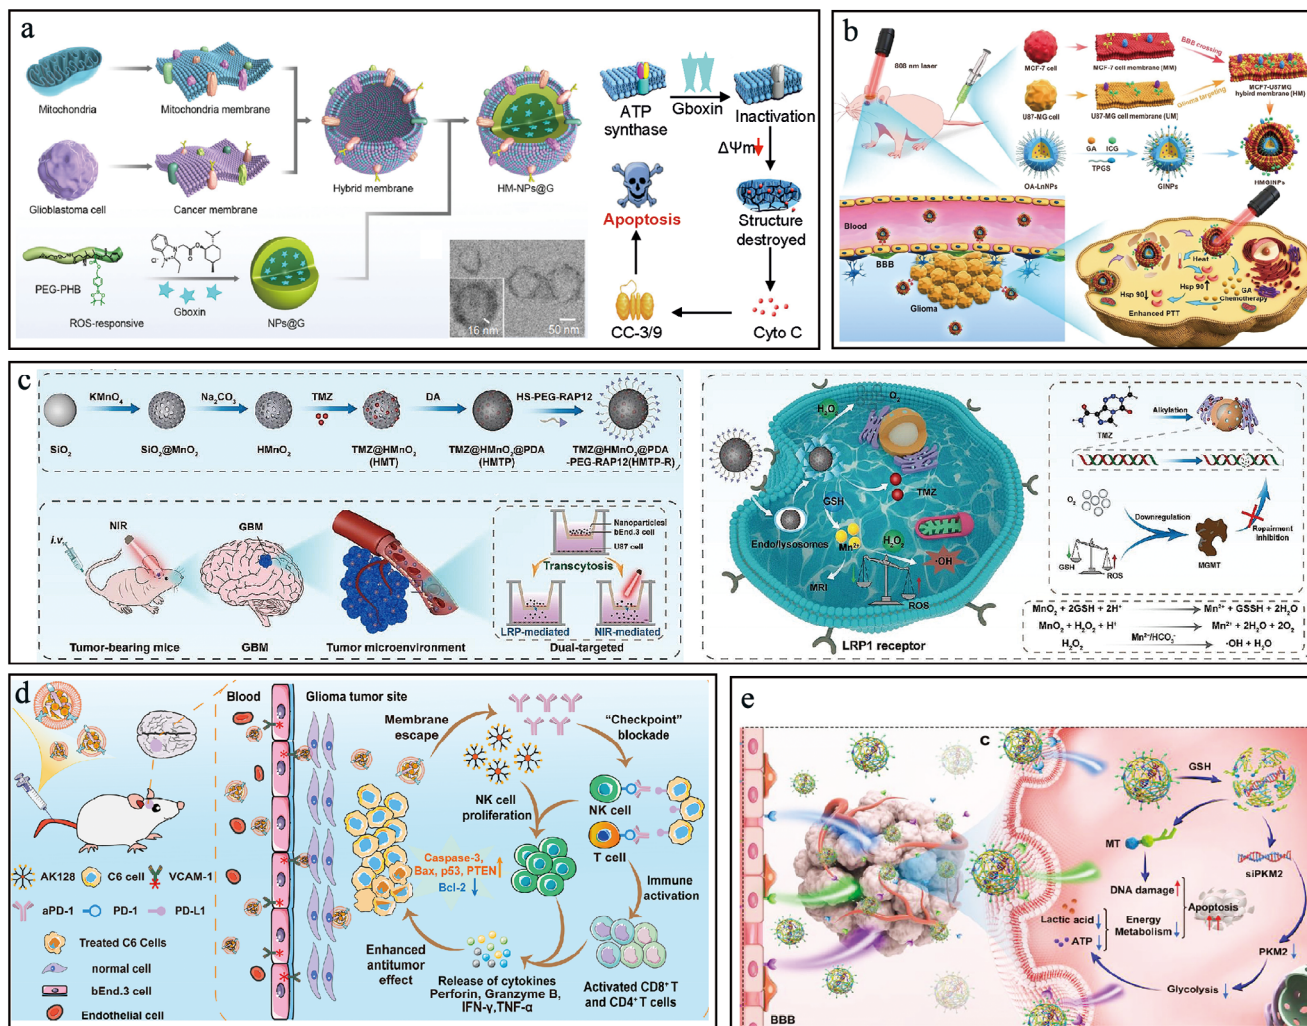 a
Mitochondria
Mitochondria membrane
Glioblastoma cell
Cancer membrane
Hybrid membrane
HM-NPs@G
PEG-PHB
ROS-responsive
Cl⁻
Gboxin
NPs@G
16 nm
50 nm
ATP
synthase
Gboxin
Inactivation
ΔΨm
Structure
destroyed
Cyto C
CC-3/9
Apoptosis
b
808 nm laser
MCF-7 cell
MCF-7 cell membrane (MM)
BBB crossing
U87-MG cell
U87-MG cell membrane (UM)
Glioma targeting
MCF7-U87MG
hybird membrane (HM)
OA-LnNPs
GA
ICG
TPGS
GINPs
HMGINPs
Blood
BBB
Glioma
Heat
Hsp 90
Hsp 90
GA
Chemotherapy
Enhanced PTT
c
KMnO₄
Na₂CO₃
TMZ
DA
HS-PEG-RAP12
SiO₂
SiO₂@MnO₂
HMnO₂
TMZ@HMnO₂
(HMT)
TMZ@HMnO₂@PDA
(HMTP)
TMZ@HMnO₂@PDA
-PEG-RAP12(HMTP-R)
i.v.
NIR
GBM
Nanoparticles
bEnd.3 cell
U87 cell
Transcytosis
LRP-mediated
NIR-mediated
Tumor-bearing mice
GBM
Tumor microenvironment
Dual-targeted
H₂O₂
O₂
GSH
TMZ
Endo/lysosomes
Mn²⁺
H₂O₂
·OH
MRI
ROS
LRP1 receptor
TMZ
Alkylation
O₂
Downregulation
GSH
ROS
MGMT
Repairment
inhibition
MnO₂ + 2GSH + 2H⁺ → Mn²⁺ + GSSH + 2H₂O
MnO₂ + H₂O₂ + H⁺ → Mn²⁺ + 2H₂O + 2O₂
Mn²⁺/HCO₃⁻
H₂O₂ → ·OH + H₂O
d
Blood
Glioma tumor site
Membrane
escape
"Checkpoint"
blockade
NK cell
proliferation
NK cell
T cell
Caspase-3,
Bax, p53, PTEN
Bcl-2
Immune
activation
Enhanced
antitumor
effect
Release of cytokines
Perforin, Granzyme B,
IFN-γ,TNF-α
Activated CD8⁺ T
and CD4⁺ T cells
AK128
C6 cell
VCAM-1
aPD-1
PD-1
PD-L1
Treated C6 Cells
normal cell
bEnd.3 cell
Endothelial cell
e
c
GSH
MT
siPKM2
DNA damage
Apoptosis
Lactic acid
Energy
Metabolism
ATP
PKM2
Glycolysis
BBB